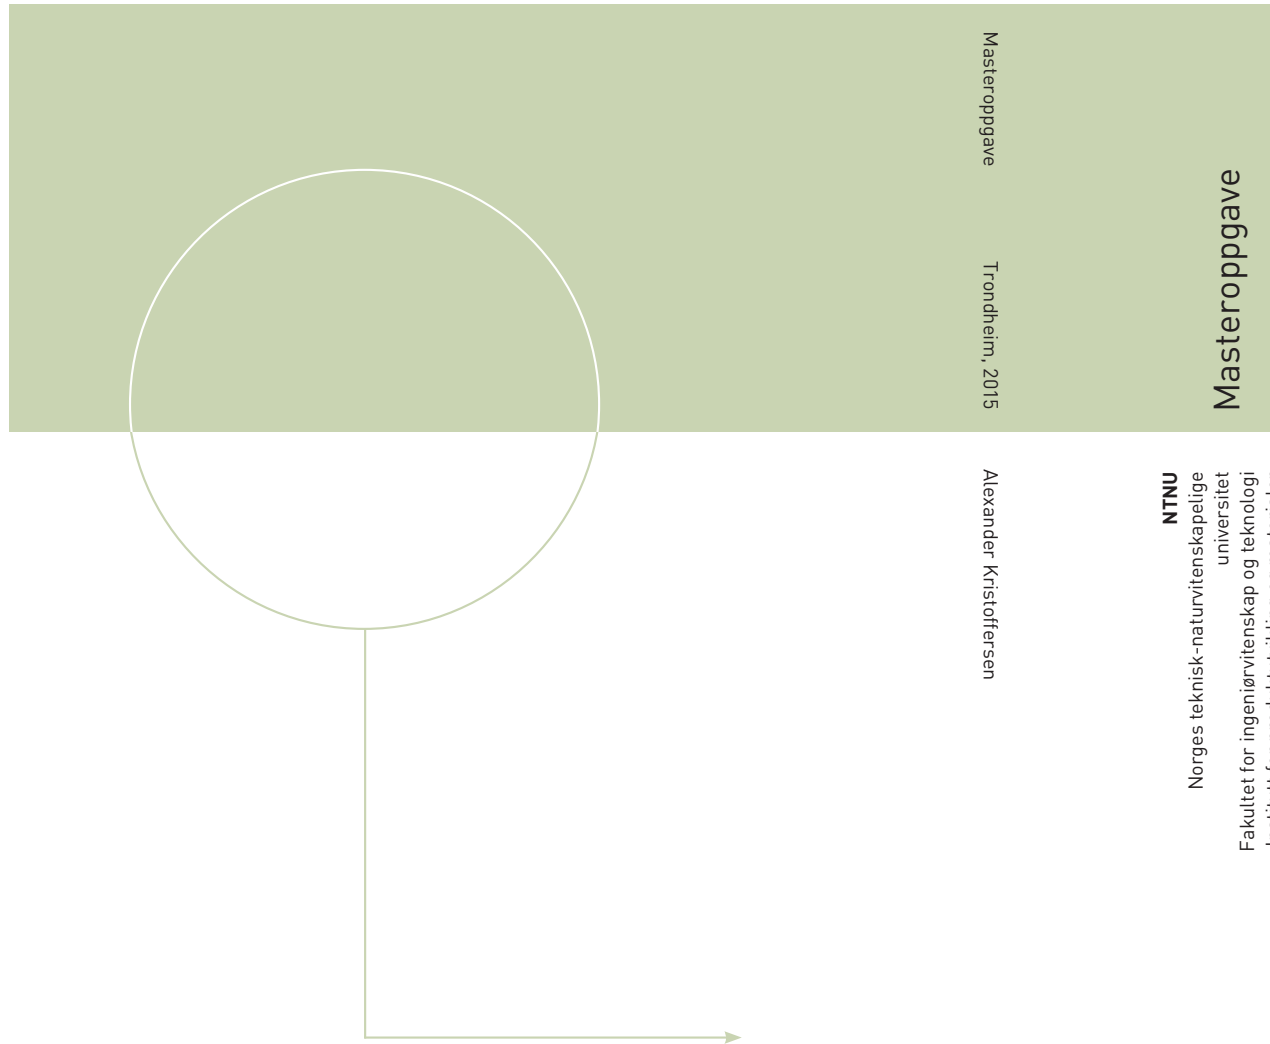 Masteroppgave
Trondheim, 2015
Alexander Kristoffersen
Masteroppgave
NTNU
Norges teknisk-naturvitenskapelige
universitet
Fakultet for ingeniørvitenskap og teknologi